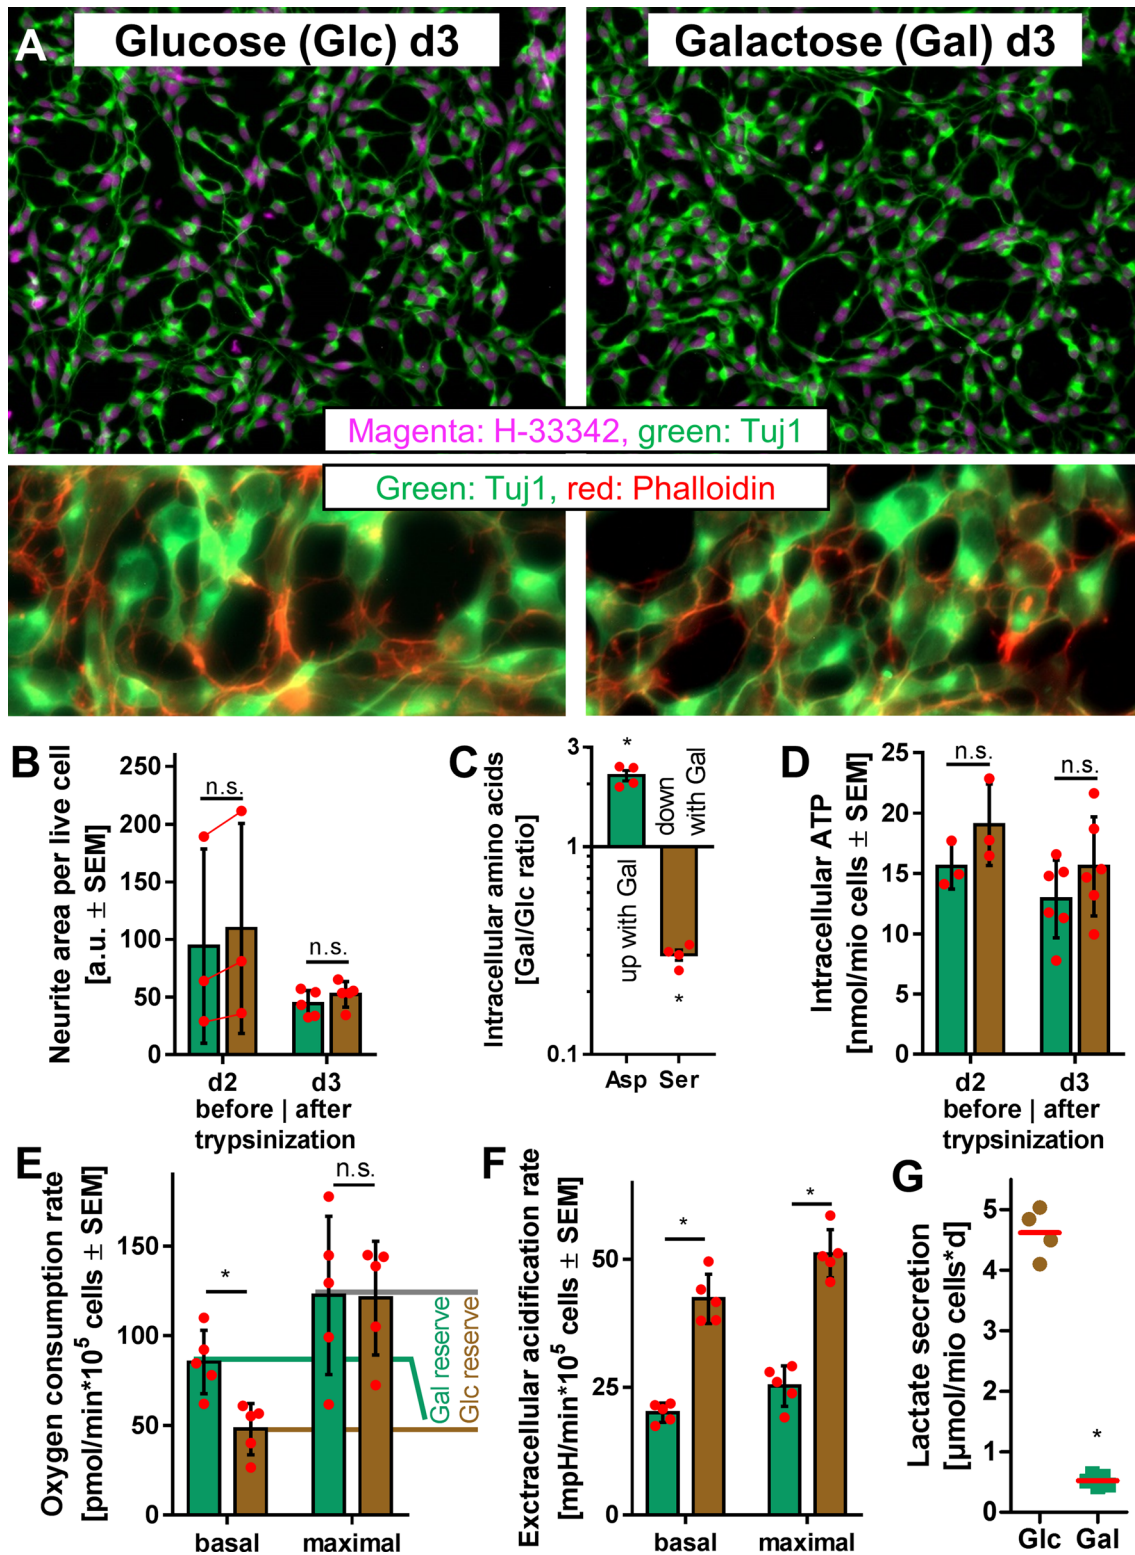 A
Glucose (Glc) d3
Galactose (Gal) d3
Magenta: H-33342, green: Tuj1
Green: Tuj1, red: Phalloidin
B
Neurite area per live cell
[a.u. ± SEM]
250
200
150
100
50
0
n.s.
n.s.
d2
d3
before | after
trypsinization
C
Intracellular amino acids
[Gal/Glc ratio]
3
1
0.1
*
down
with Gal
up with Gal
*
Asp
Ser
D
Intracellular ATP
[nmol/mio cells ± SEM]
25
20
15
10
5
0
n.s.
n.s.
d2
d3
before | after
trypsinization
E
Oxygen consumption rate
[pmol/min*10⁵ cells ± SEM]
150
100
50
0
*
n.s.
Gal reserve
Glc reserve
basal
maximal
F
Exctracellular acidification rate
[mpH/min*10⁵ cells ± SEM]
50
25
0
*
*
basal
maximal
G
Lactate secretion
[µmol/mio cells*d]
5
4
3
2
1
0
*
Glc
Gal